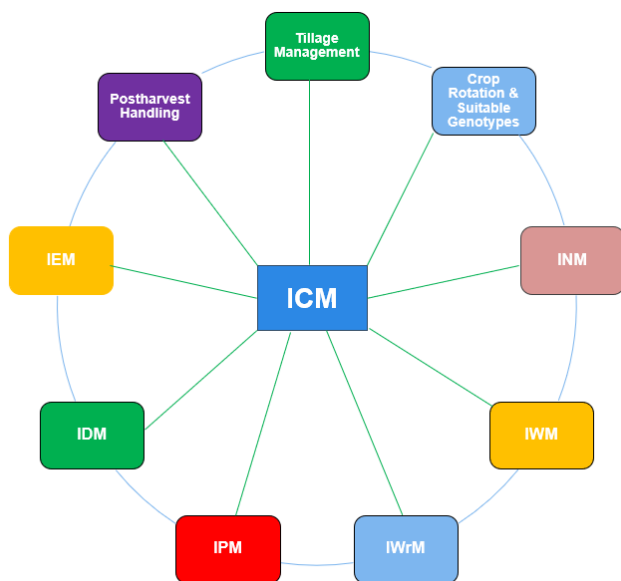 Tillage
Management
Crop
Rotation &
Suitable
Genotypes
Postharvest
Handling
IEM
INM
ICM
IDM
IWM
IPM
IWrM